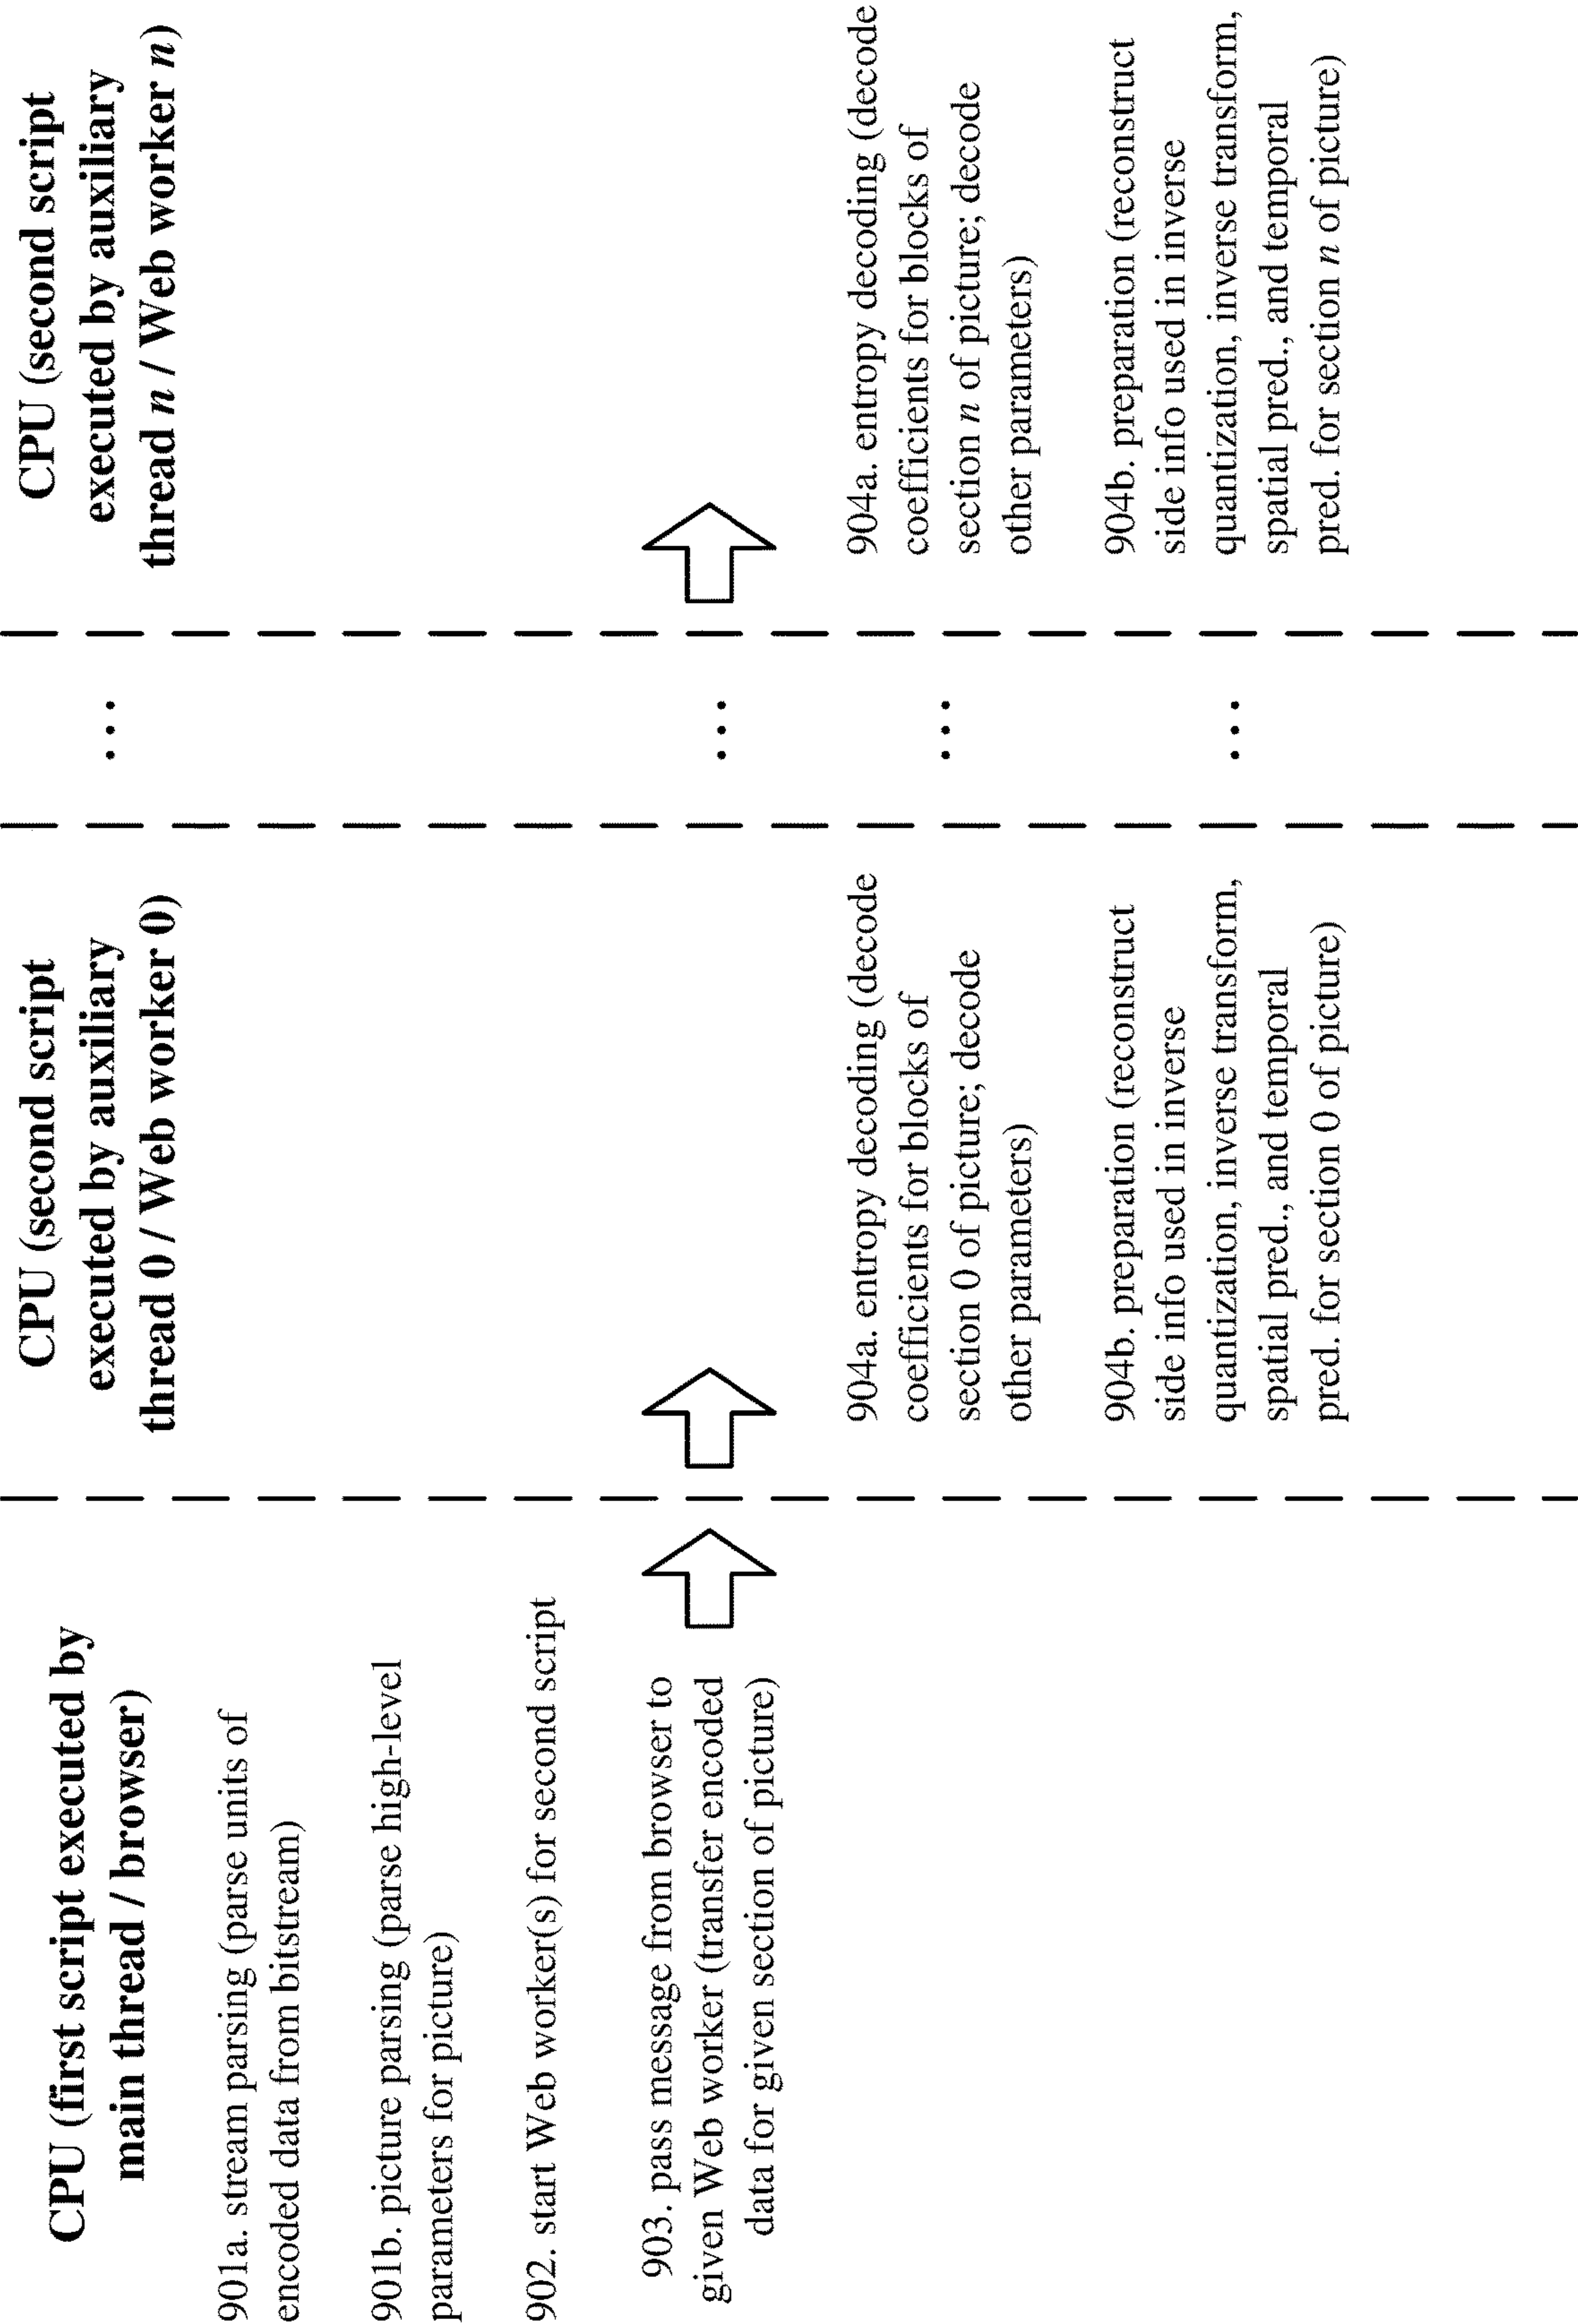 CPU (first script executed by
main thread / browser)
901a. stream parsing (parse units of
encoded data from bitstream)
901b. picture parsing (parse high-level
parameters for picture)
902. start Web worker(s) for second script
903. pass message from browser to
given Web worker (transfer encoded
data for given section of picture)
CPU (second script
executed by auxiliary
thread 0 / Web worker 0)
904a. entropy decoding (decode
coefficients for blocks of
section 0 of picture; decode
other parameters)
904b. preparation (reconstruct
side info used in inverse
quantization, inverse transform,
spatial pred., and temporal
pred. for section 0 of picture)
...
...
...
...
CPU (second script
executed by auxiliary
thread n / Web worker n)
904a. entropy decoding (decode
coefficients for blocks of
section n of picture; decode
other parameters)
904b. preparation (reconstruct
side info used in inverse
quantization, inverse transform,
spatial pred., and temporal
pred. for section n of picture)